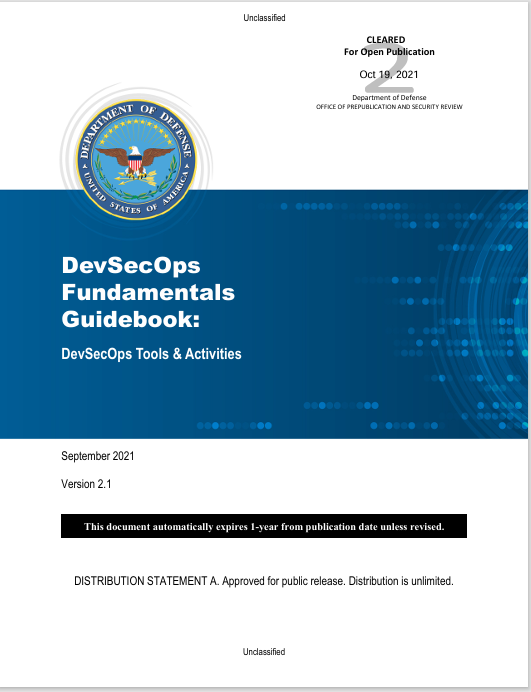 Unclassified
CLEARED
For Open Publication
2
Oct 19, 2021
Department of Defense
OFFICE OF PREPUBLICATION AND SECURITY REVIEW
DEPARTMENT OF DEFENSE
UNITED STATES OF AMERICA
DevSecOps
Fundamentals
Guidebook:
DevSecOps Tools & Activities
September 2021
Version 2.1
This document automatically expires 1-year from publication date unless revised.
DISTRIBUTION STATEMENT A. Approved for public release. Distribution is unlimited.
Unclassified